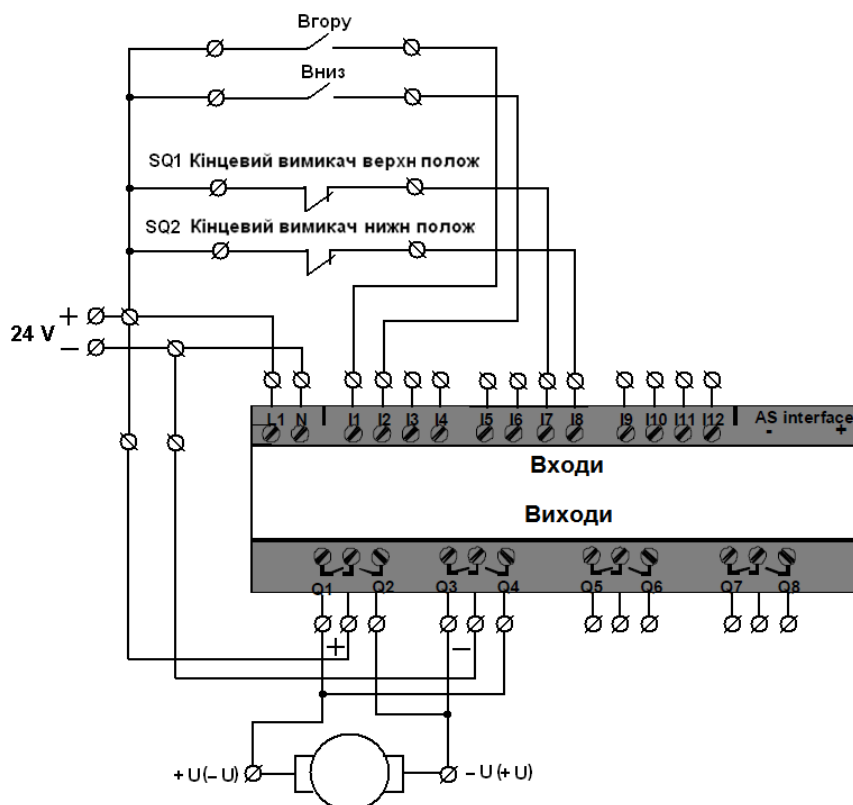 Вгору
Вниз
SQ1 Кінцевий вимикач верхн полож
SQ2 Кінцевий вимикач нижн полож
+
24 V
–
L1 N I1 I2 I3 I4 I5 I6 I7 I8 I9 I10 I11 I12 AS interface
- +
Входи
Виходи
Q1 Q2 Q3 Q4 Q5 Q6 Q7 Q8
+ –
+ U (– U) – U (+ U)